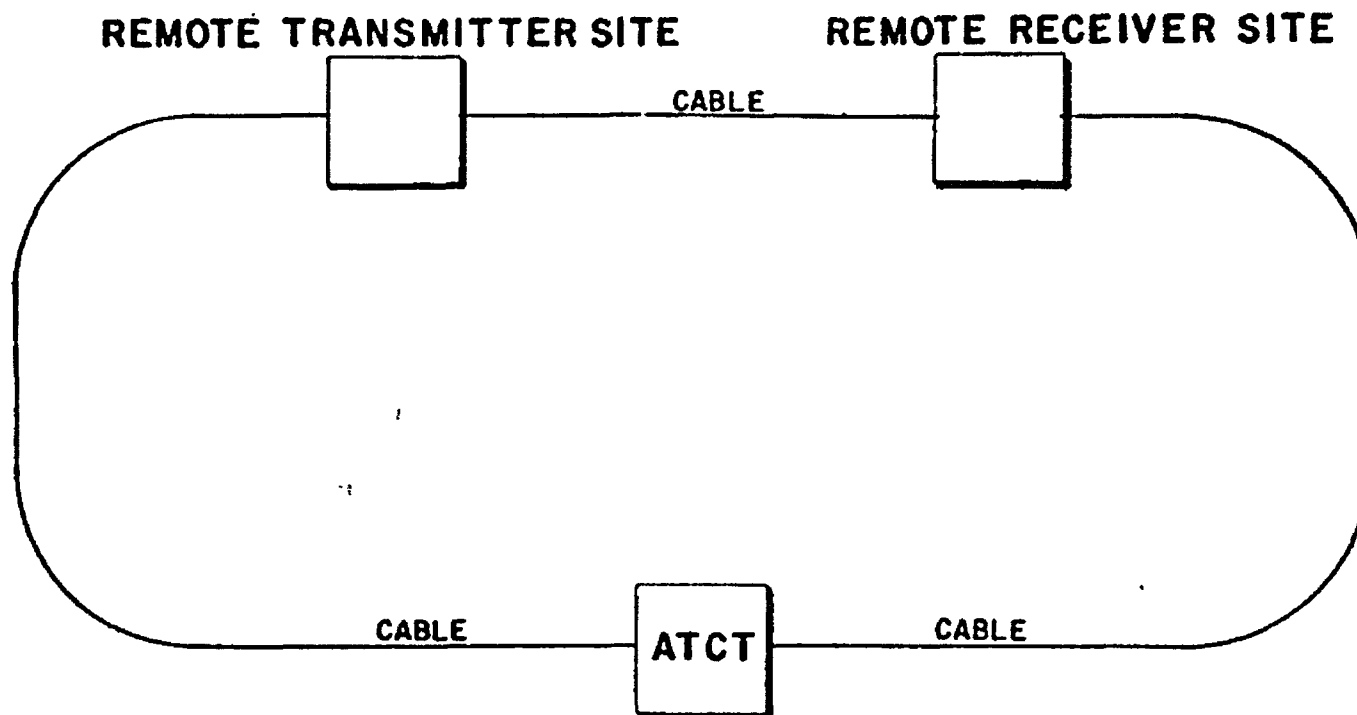 REMOTE TRANSMITTER SITE
REMOTE RECEIVER SITE
CABLE
CABLE
ATCT
CABLE